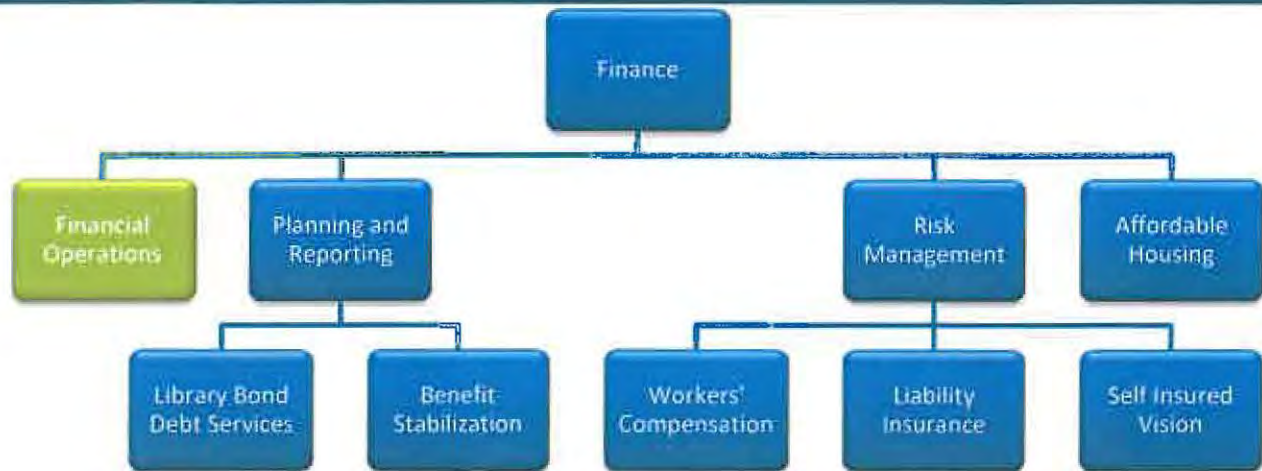 Finance
Financial
Operations
Planning and
Reporting
Risk
Management
Affordable
Housing
Library Bond
Debt Services
Benefit
Stabilization
Workers'
Compensation
Liability
Insurance
Self Insured
Vision